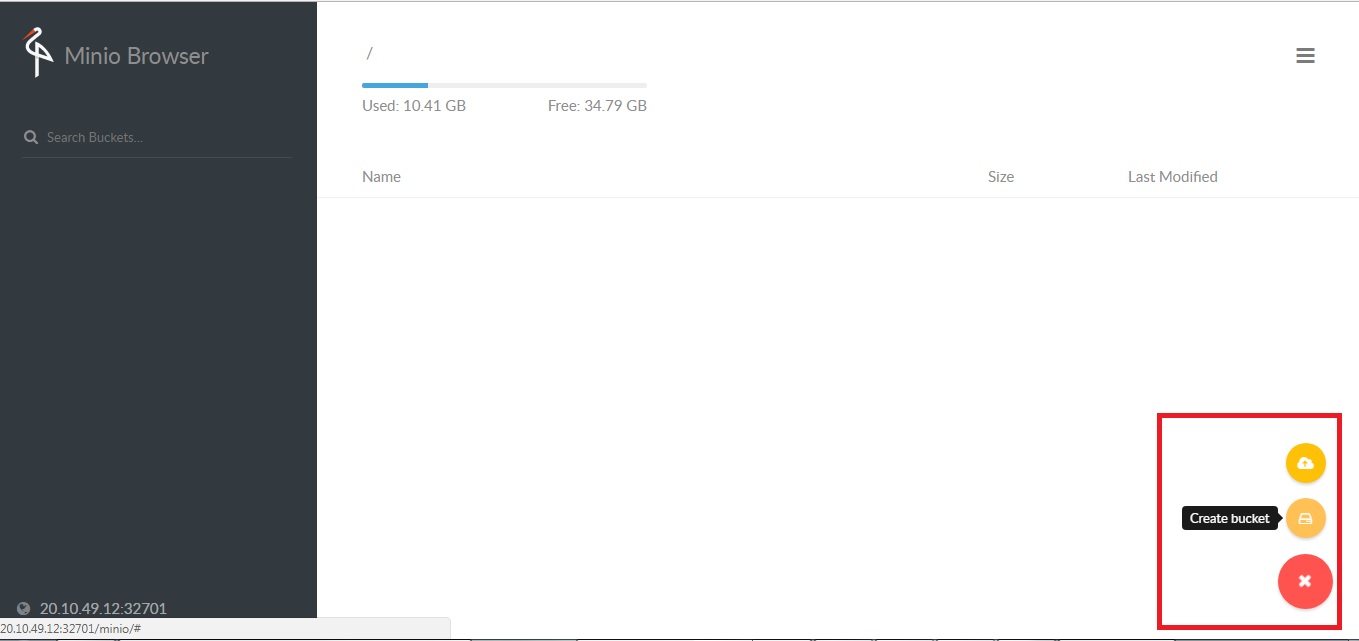 Minio Browser
Search Buckets...
/
Used: 10.41 GB Free: 34.79 GB
Name Size Last Modified
Create bucket
20.10.49.12:32701
20.10.49.12:32701/minio/#